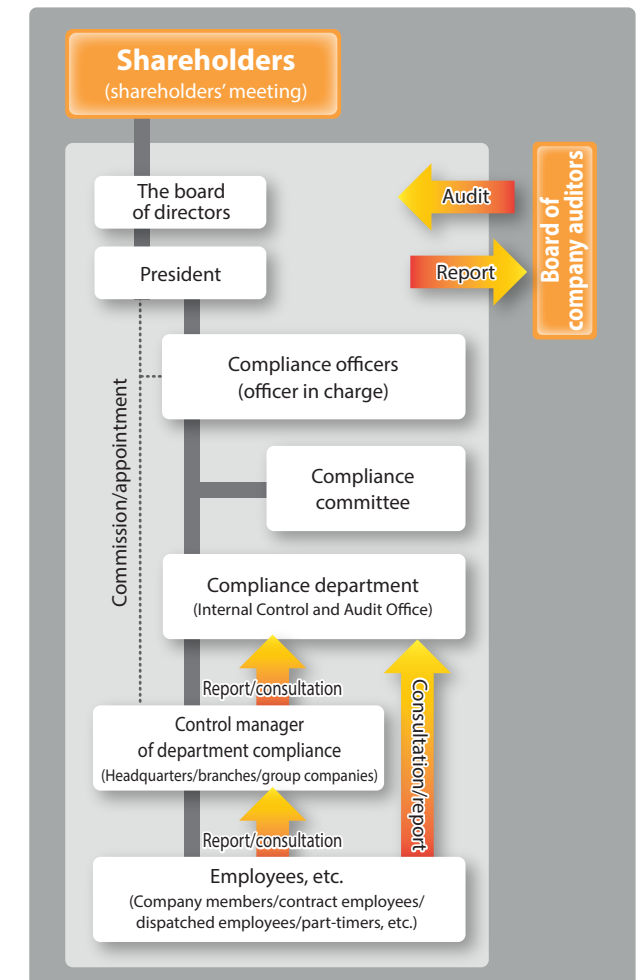 Shareholders
(shareholders' meeting)
The board
of directors
Audit
Board of
company auditors
President
Report
Compliance officers
(officer in charge)
Commission/appointment
Compliance
committee
Compliance department
(Internal Control and Audit Office)
Report/consultation
Consultation/report
Control manager
of department compliance
(Headquarters/branches/group companies)
Report/consultation
Employees, etc.
(Company members/contract employees/
dispatched employees/part-timers, etc.)